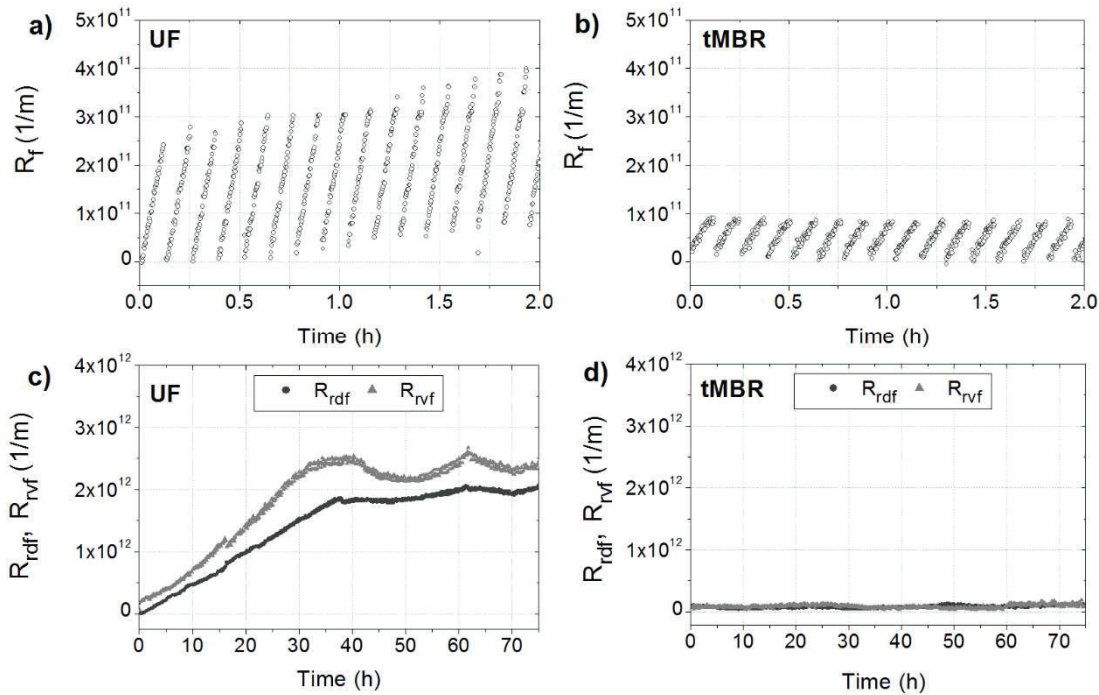 a)
UF
R_f (1/m)
5x10^11
4x10^11
3x10^11
2x10^11
1x10^11
0
0.0 0.5 1.0 1.5 2.0
Time (h)
b)
tMBR
R_f (1/m)
5x10^11
4x10^11
3x10^11
2x10^11
1x10^11
0
0.0 0.5 1.0 1.5 2.0
Time (h)
c)
UF
R_rdf R_rvf
R_rdf, R_rvf (1/m)
4x10^12
3x10^12
2x10^12
1x10^12
0
0 10 20 30 40 50 60 70
Time (h)
d)
tMBR
R_rdf R_rvf
R_rdf, R_rvf (1/m)
4x10^12
3x10^12
2x10^12
1x10^12
0
0 10 20 30 40 50 60 70
Time (h)